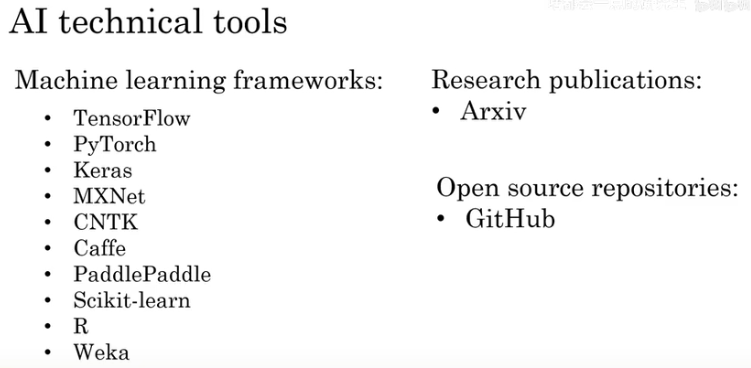 AI technical tools
Machine learning frameworks:
• TensorFlow
• PyTorch
• Keras
• MXNet
• CNTK
• Caffe
• PaddlePaddle
• Scikit-learn
• R
• Weka
Research publications:
• Arxiv
Open source repositories:
• GitHub